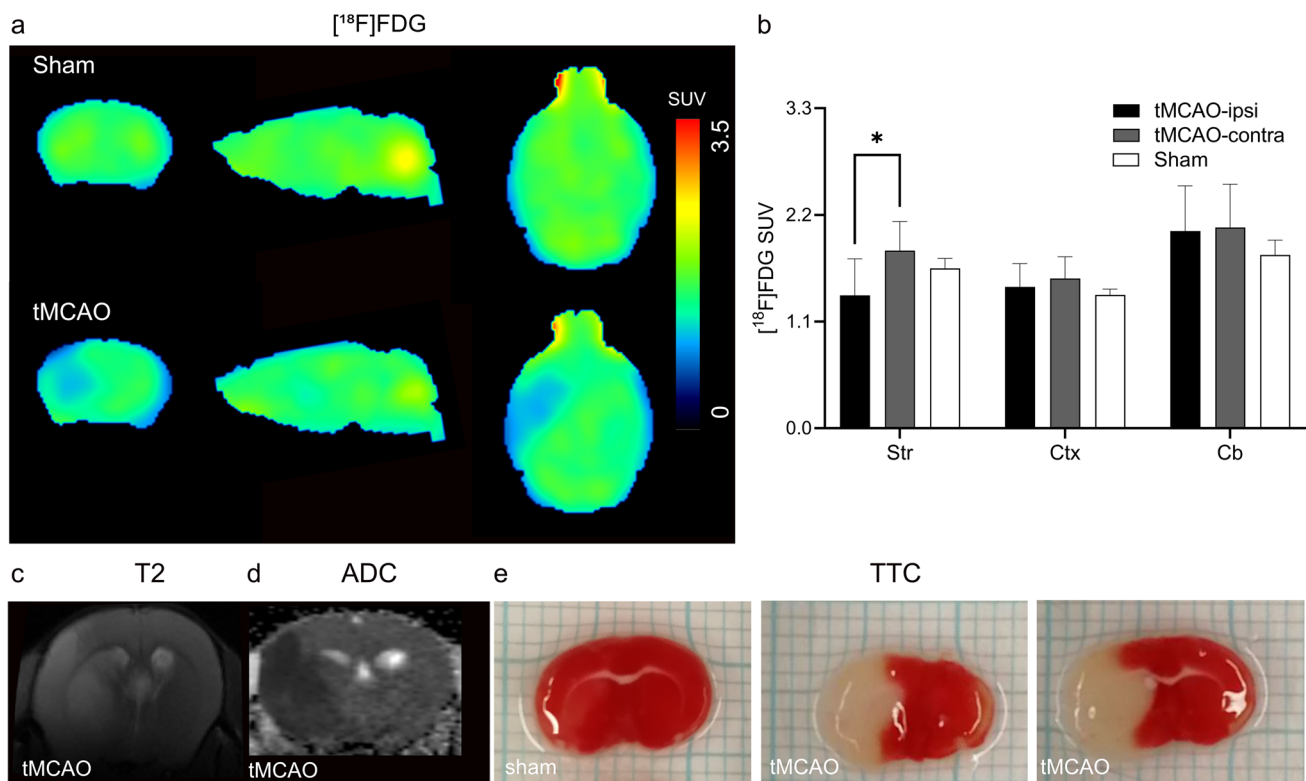 a
[¹⁸F]FDG
Sham
SUV
3.5
0
tMCAO
b
[¹⁸F]FDG SUV
3.3
2.2
1.1
0.0
*
tMCAO-ipsi
tMCAO-contra
Sham
Str
Ctx
Cb
c
T2
tMCAO
d
ADC
tMCAO
e
TTC
sham
tMCAO
tMCAO